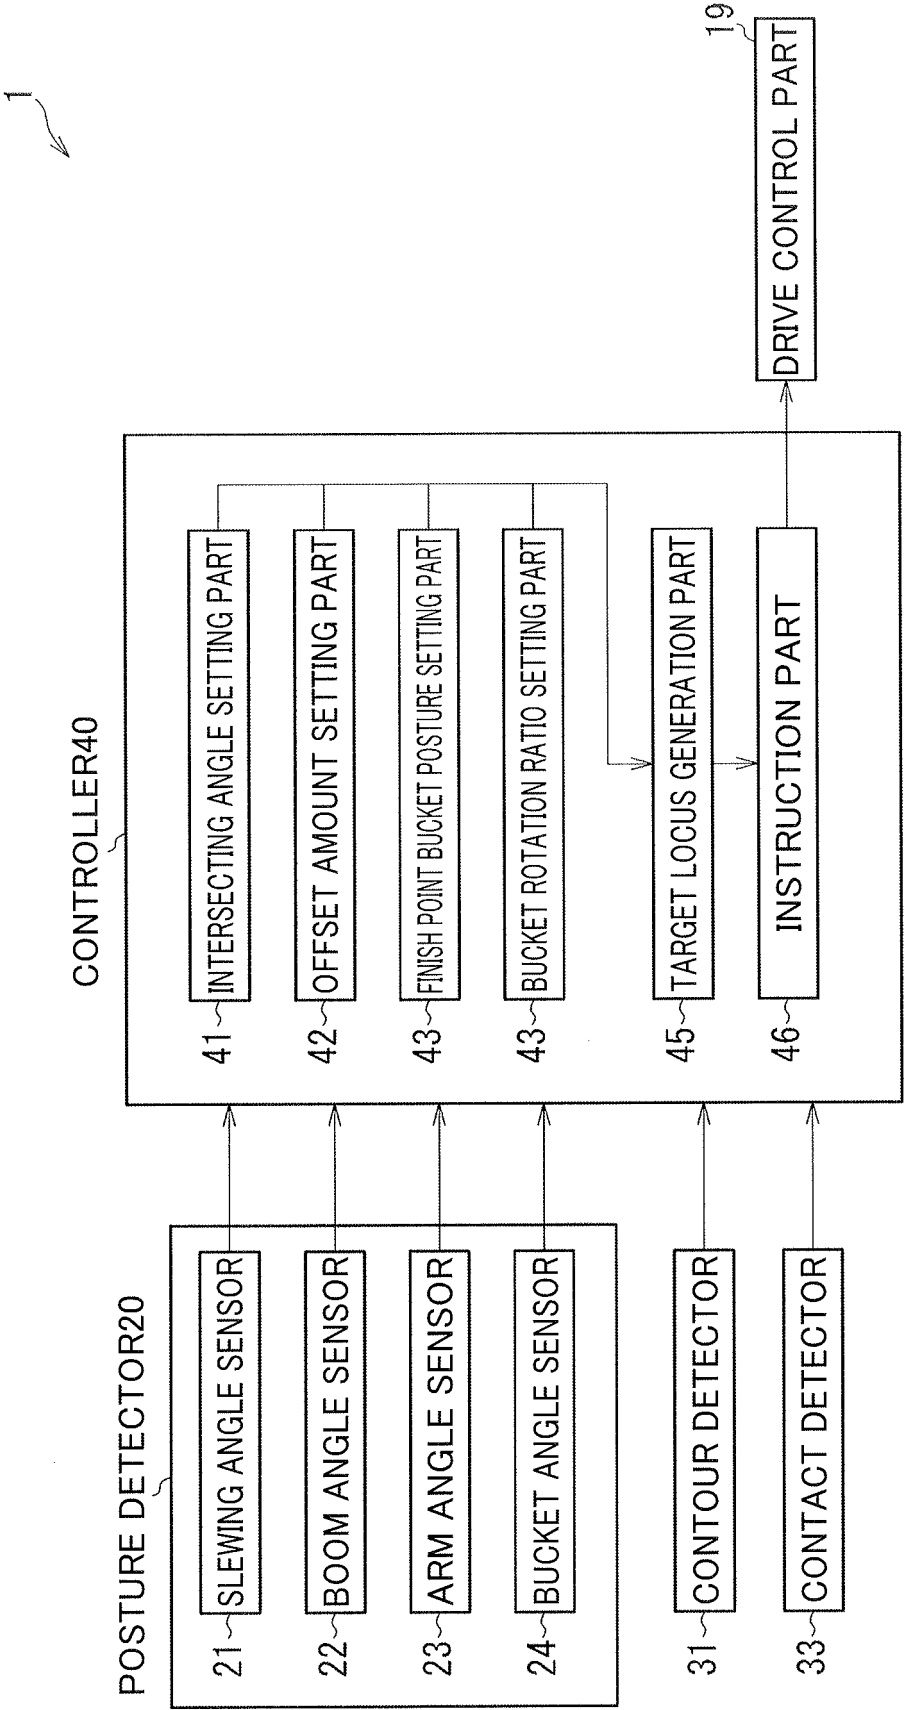 1
POSTURE DETECTOR20
21 SLEWING ANGLE SENSOR
22 BOOM ANGLE SENSOR
23 ARM ANGLE SENSOR
24 BUCKET ANGLE SENSOR
31 CONTOUR DETECTOR
33 CONTACT DETECTOR
CONTROLLER40
41 INTERSECTING ANGLE SETTING PART
42 OFFSET AMOUNT SETTING PART
43 FINISH POINT BUCKET POSTURE SETTING PART
43 BUCKET ROTATION RATIO SETTING PART
45 TARGET LOCUS GENERATION PART
46 INSTRUCTION PART
19
DRIVE CONTROL PART